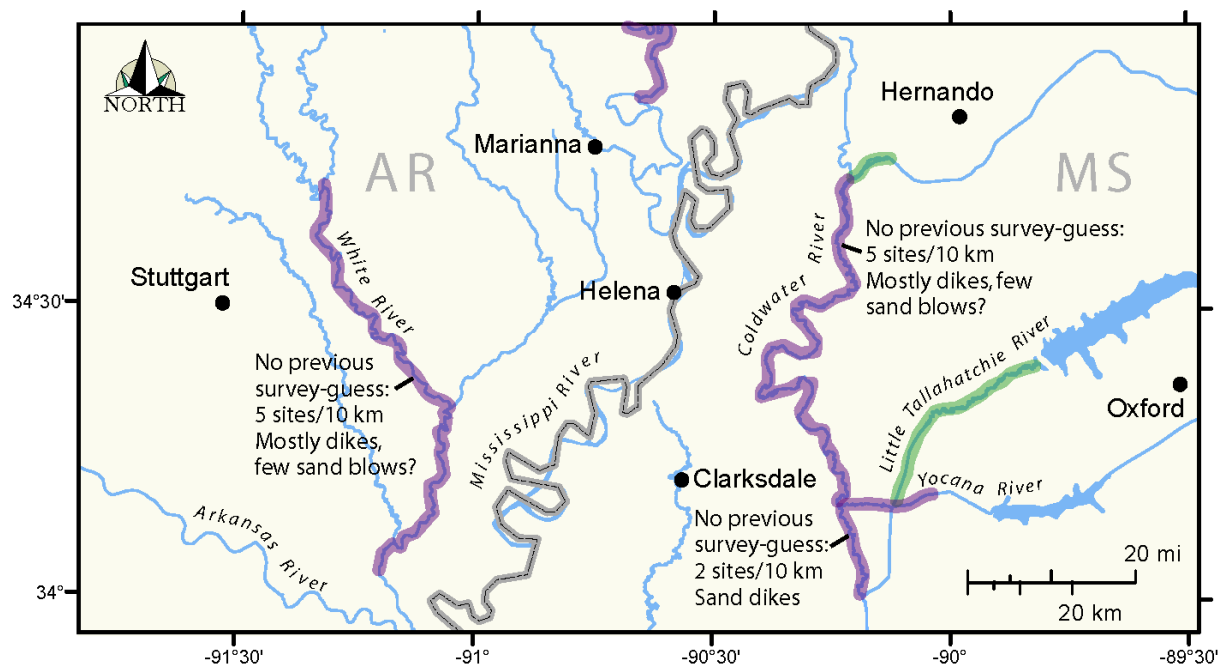 NORTH
AR
MS
Hernando
Marianna
Stuttgart
Helena
Oxford
Clarksdale
White River
Mississippi River
Coldwater River
Little Tallahatchie River
Yocana River
Arkansas River
No previous survey-guess:
5 sites/10 km
Mostly dikes, few
sand blows?
No previous
survey-guess:
5 sites/10 km
Mostly dikes,
few sand blows?
No previous
survey-guess:
2 sites/10 km
Sand dikes
20 mi
20 km
34°30'
34°
-91°30'
-91°
-90°30'
-90°
-89°30'